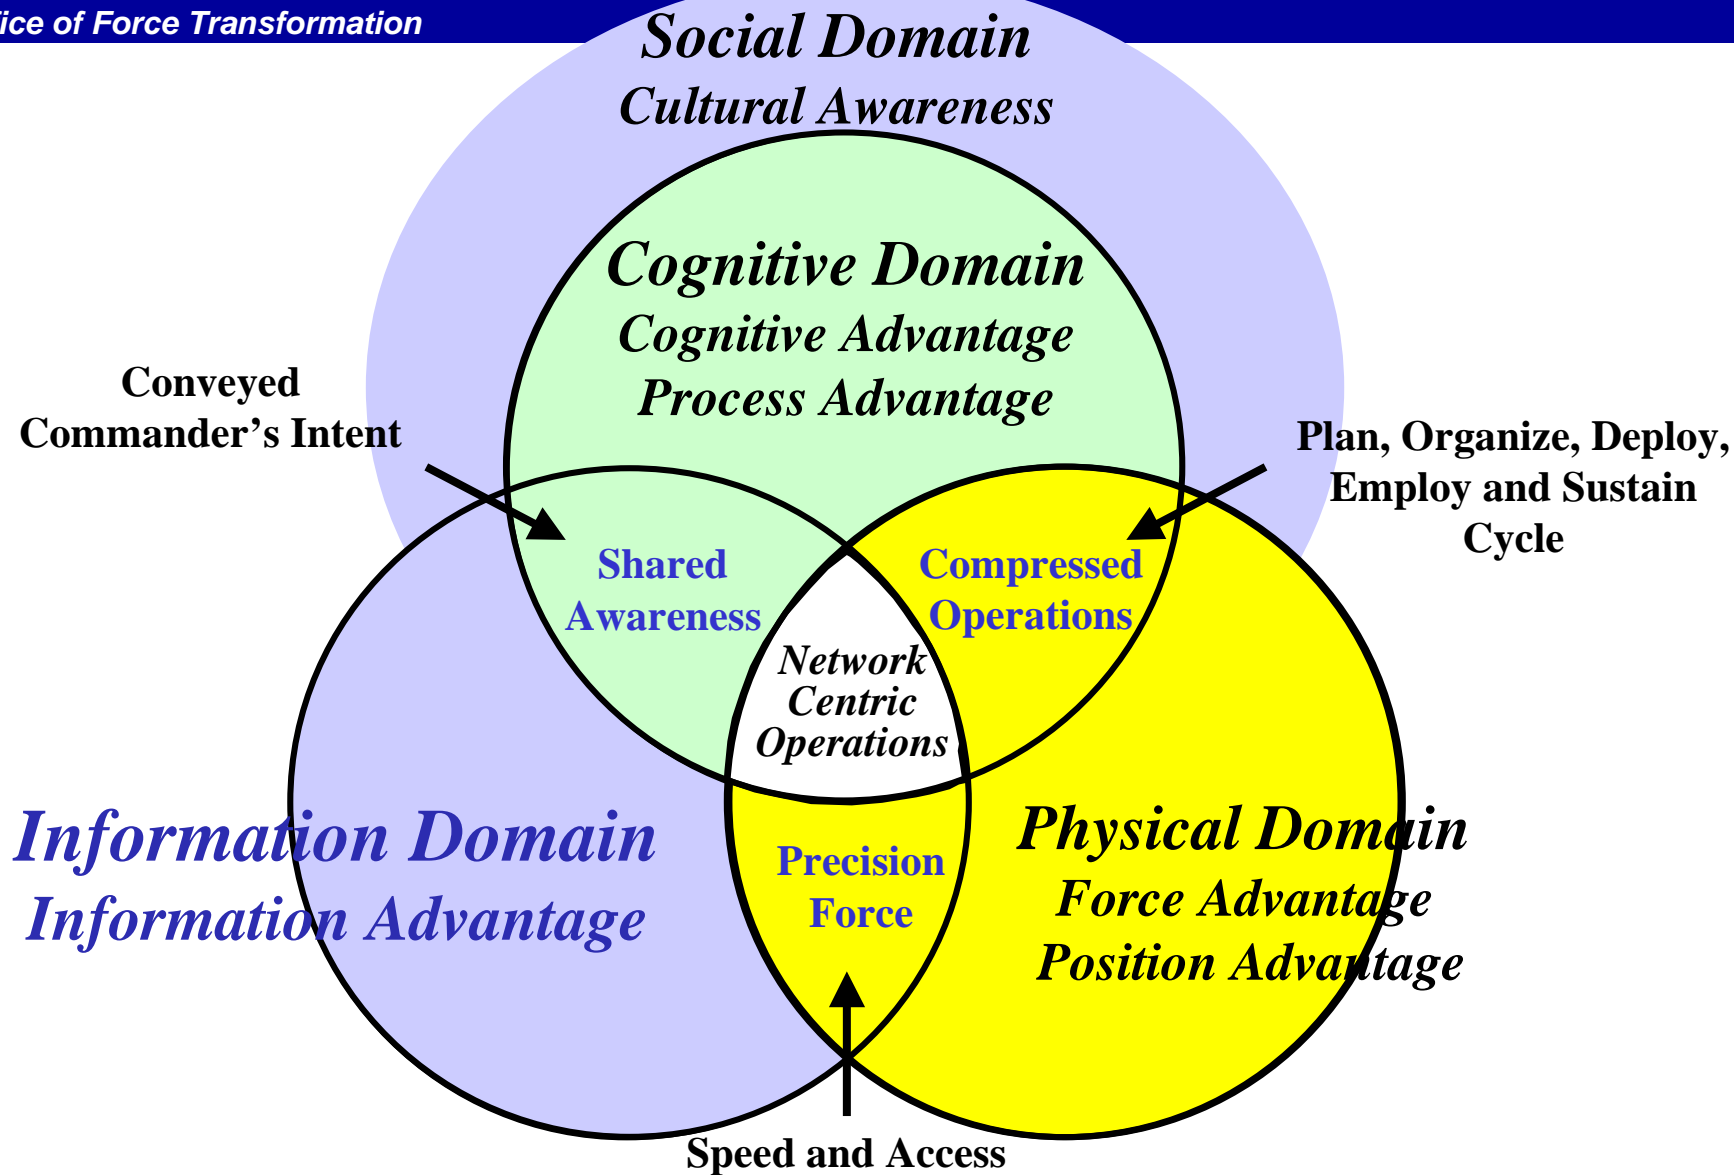 ice of Force Transformation
Social Domain
Cultural Awareness
Cognitive Domain
Cognitive Advantage
Process Advantage
Conveyed
Commander’s Intent
Plan, Organize, Deploy,
Employ and Sustain
Cycle
Shared
Awareness
Compressed
Operations
Network
Centric
Operations
Information Domain
Information Advantage
Precision
Force
Physical Domain
Force Advantage
Position Advantage
Speed and Access